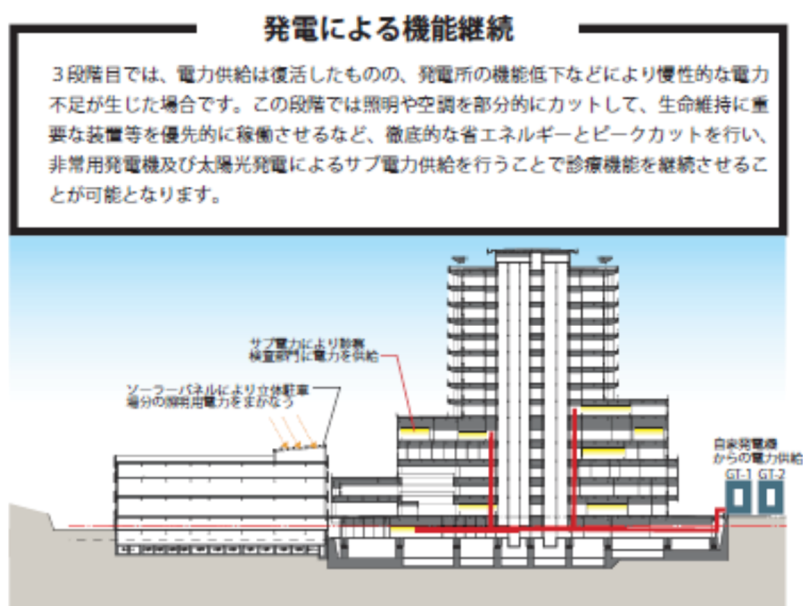 発電による機能継続
３段階目では、電力供給は復活したものの、発電所の機能低下などにより慢性的な電力
不足が生じた場合です。この段階では照明や空調を部分的にカットして、生命維持に重
要な装置等を優先的に稼働させるなど、徹底的な省エネルギーとピークカットを行い、
非常用発電機及び太陽光発電によるサブ電力供給を行うことで診療機能を継続させるこ
とが可能となります。
サブ電力により診察
検査部門に電力を供給
ソーラーパネルにより立体駐車
場分の照明用電力をまかなう
自家発電機
からの電力供給
GT-1 GT-2